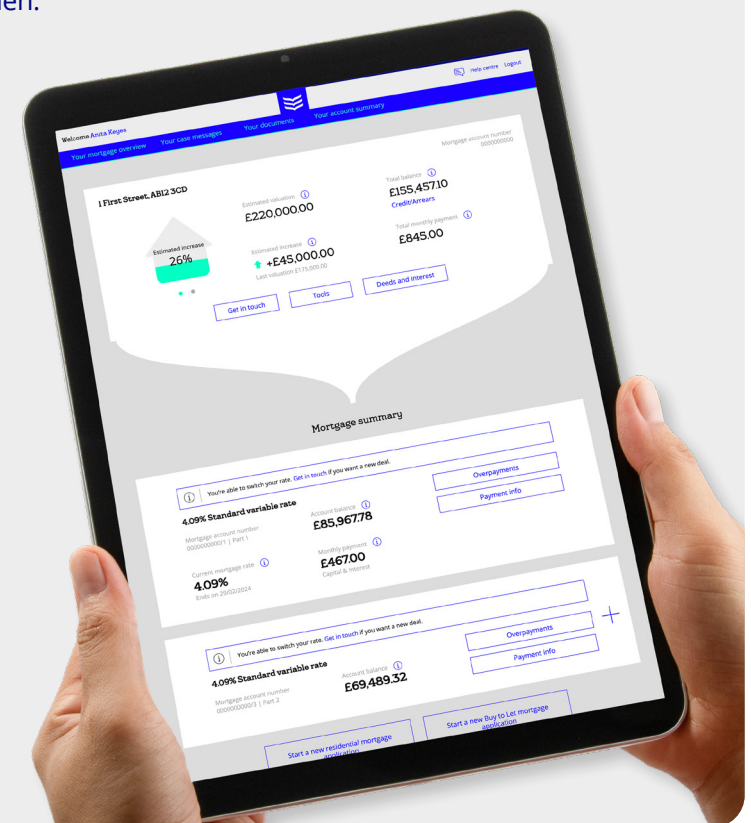 Welcome Anita Keyes
Help centre Logout
Your mortgage overview Your case messages Your documents Your account summary
1 First Street, AB12 3CD
Mortgage account number
0000000000
Estimated increase
26%
Estimated valuation
£220,000.00
Total balance
£155,457.10
Credit/Arrears
Estimated increase
+£45,000.00
Last valuation £175,000.00
Total monthly payment
£845.00
Get in touch Tools Deeds and interest
Mortgage summary
You're able to switch your rate. Get in touch if you want a new deal.
4.09% Standard variable rate
Mortgage account number
0000000000/1 | Part 1
Account balance
£85,967.78
Overpayments
Payment info
Current mortgage rate
4.09%
Ends on 20/02/2024
Monthly payment
£467.00
Capital & Interest
You're able to switch your rate. Get in touch if you want a new deal.
4.09% Standard variable rate
Mortgage account number
0000000000/3 | Part 2
Account balance
£69,489.32
Overpayments
Payment info
Start a new residential mortgage
application
Start a new Buy to Let mortgage
application